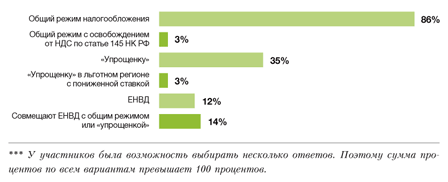 Общий режим налогообложения 86%
Общий режим с освобождением
от НДС по статье 145 НК РФ 3%
«Упрощенку» 35%
«Упрощенку» в льготном регионе
с пониженной ставкой 3%
ЕНВД 12%
Совмещают ЕНВД с общим режимом
или «упрощенкой» 14%
*** У участников была возможность выбирать несколько ответов. Поэтому сумма про-
центов по всем вариантам превышает 100 процентов.